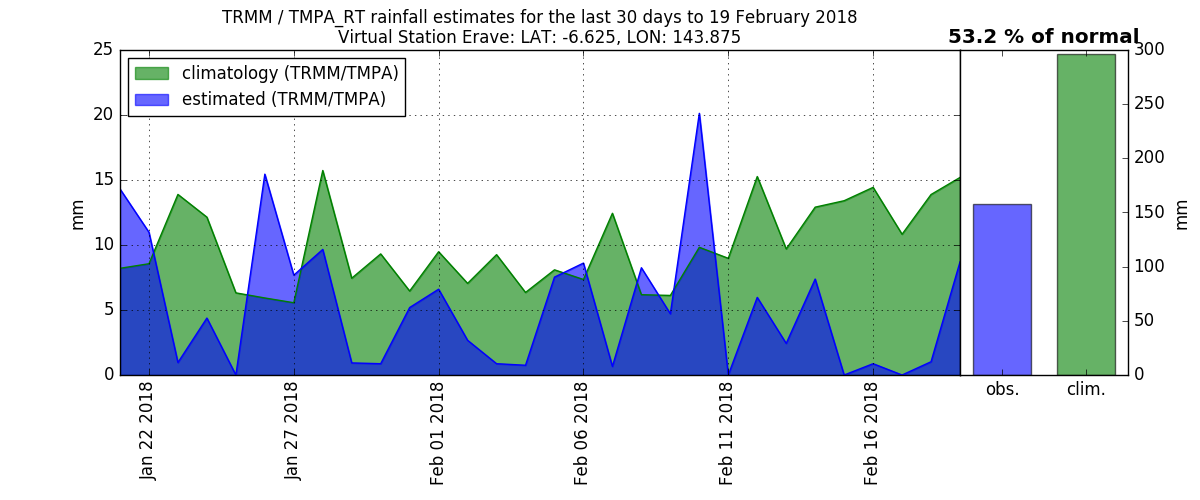 TRMM / TMPA_RT rainfall estimates for the last 30 days to 19 February 2018
Virtual Station Erave: LAT: -6.625, LON: 143.875
53.2 % of normal
climatology (TRMM/TMPA)
estimated (TRMM/TMPA)
25
20
15
10
5
0
mm
300
250
200
150
100
50
0
mm
Jan 22 2018
Jan 27 2018
Feb 01 2018
Feb 06 2018
Feb 11 2018
Feb 16 2018
obs.
clim.